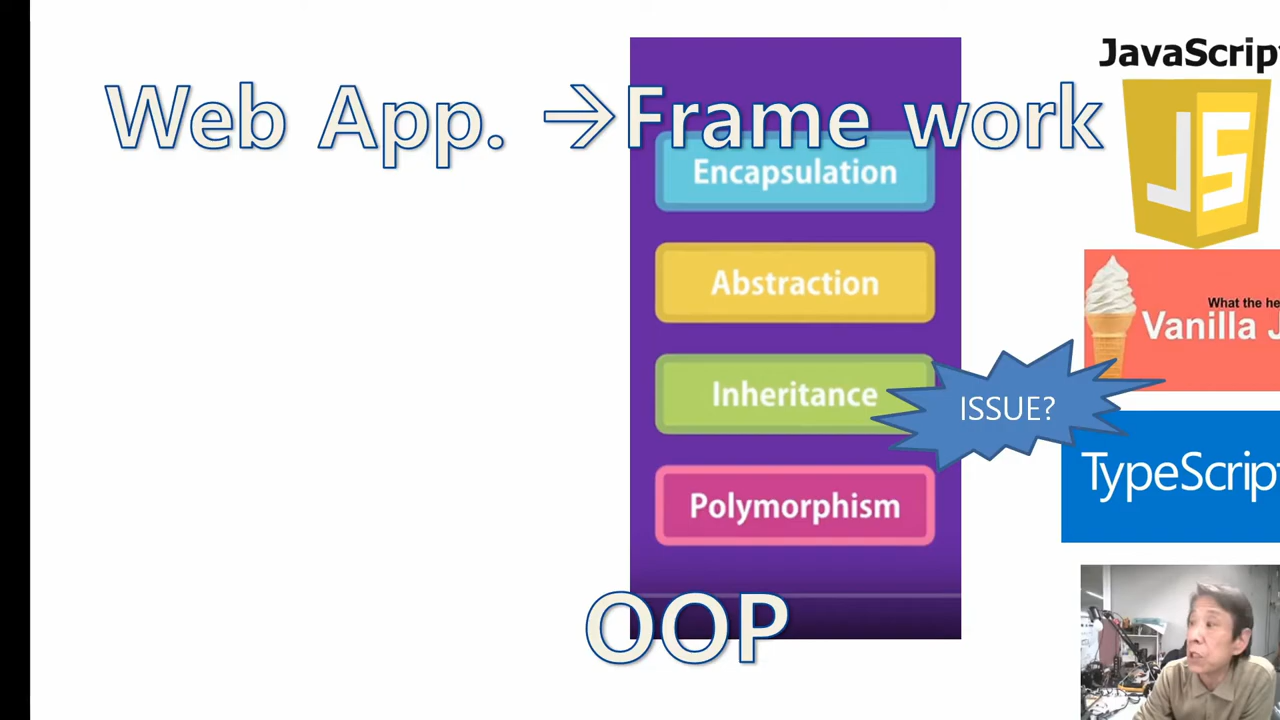 JavaScrip
Web App. →Frame work
Encapsulation
JS
Abstraction
What the he
Vanilla J
Inheritance
ISSUE?
TypeScrip
Polymorphism
OOP